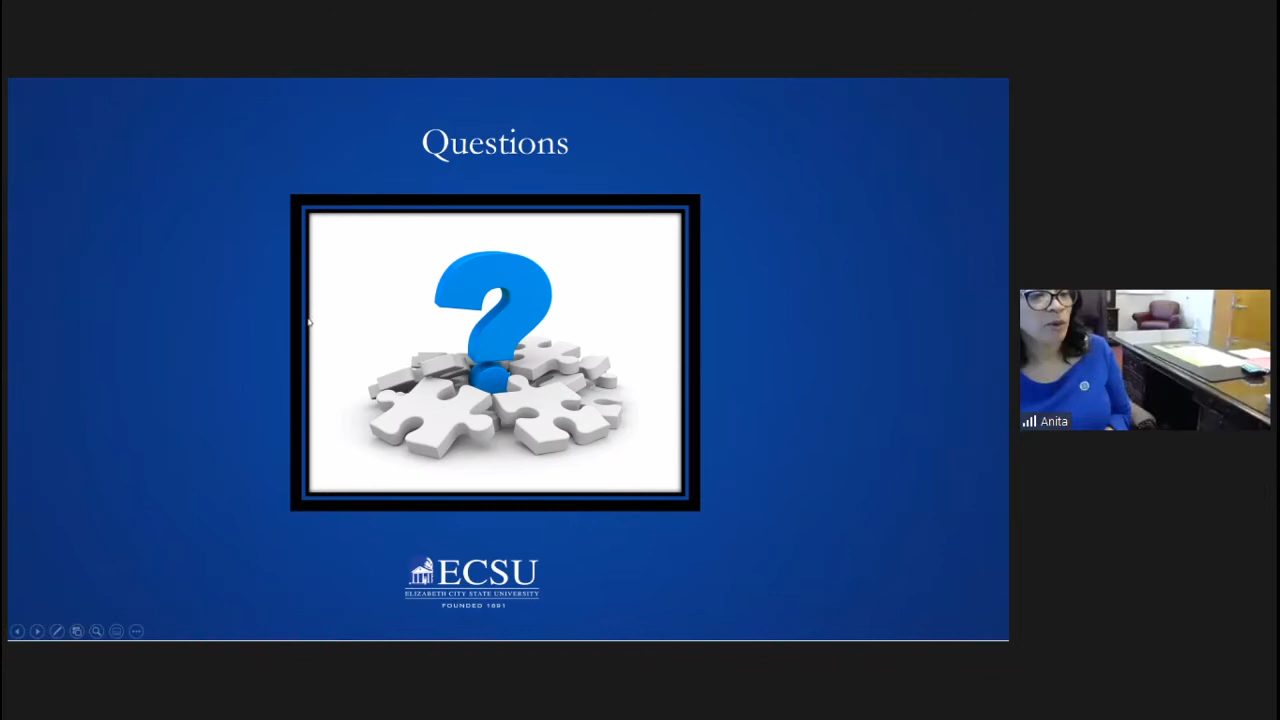 Questions
ECSU
ELIZABETH CITY STATE UNIVERSITY
FOUNDED 1891
Anita